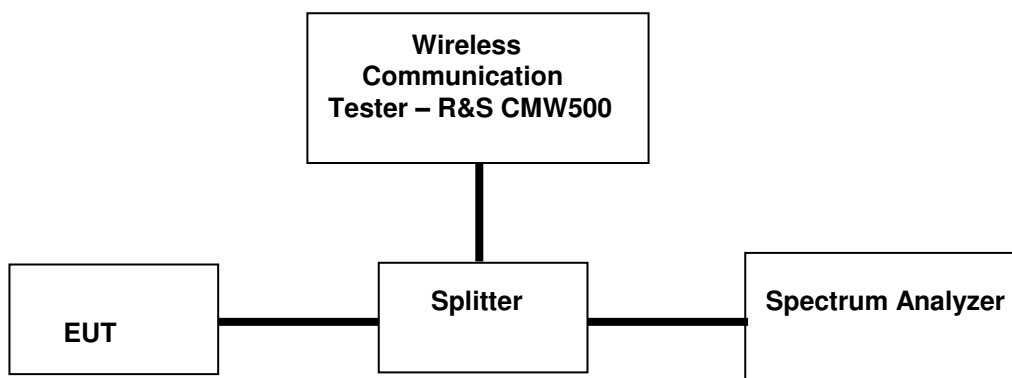 Wireless
Communication
Tester – R&S CMW500
Splitter
Spectrum Analyzer
EUT